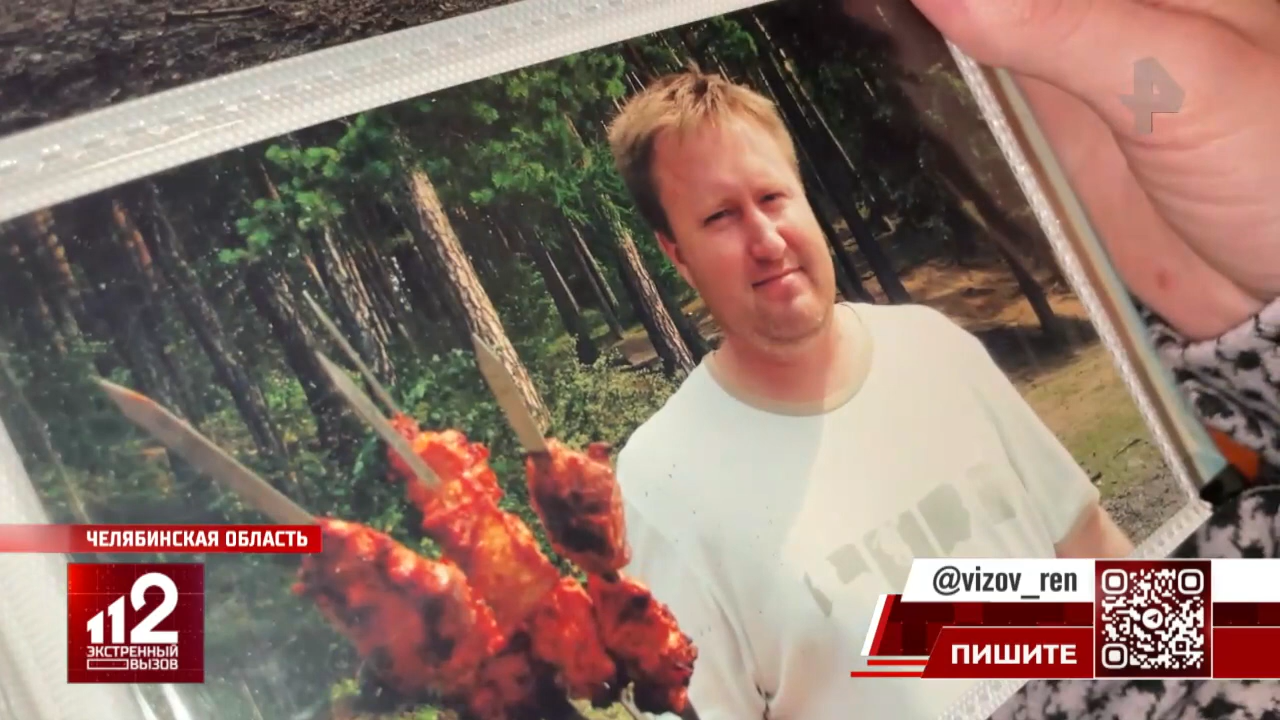 ЧЕЛЯБИНСКАЯ ОБЛАСТЬ
112
ЭКСТРЕННЫЙ
ВЫЗОВ
@vizov_ren
ПИШИТЕ